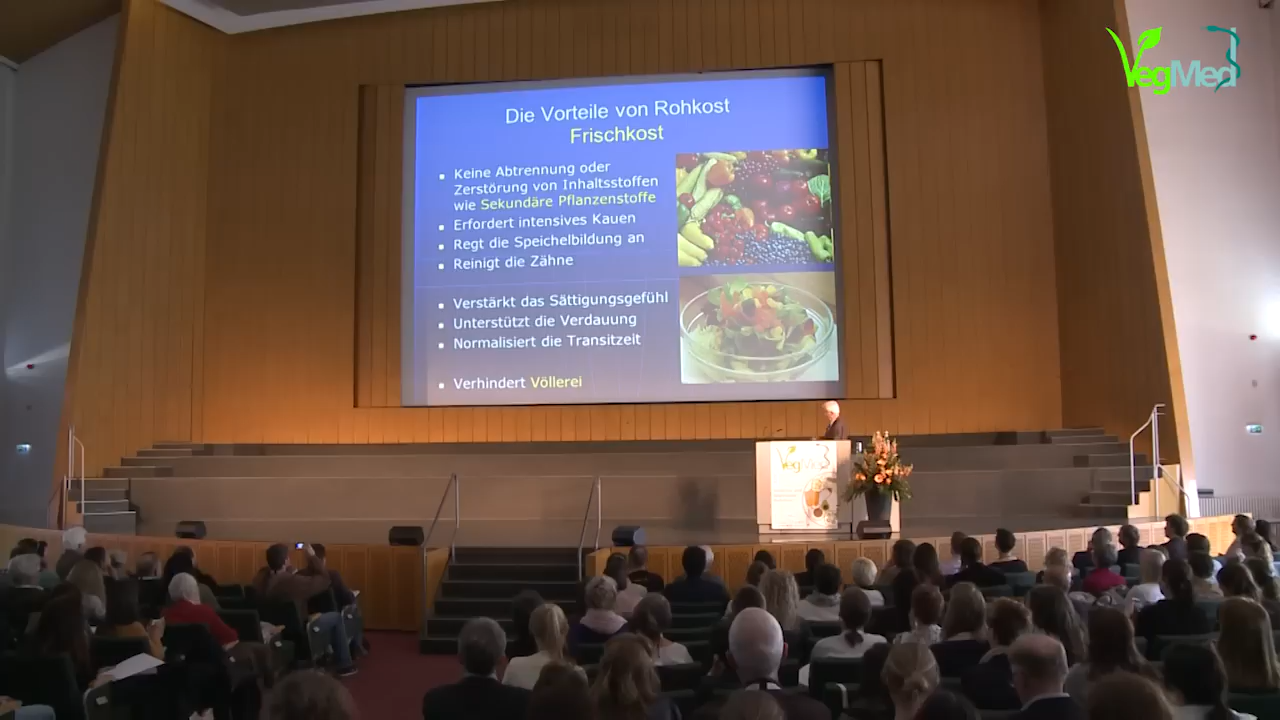 VegMed
Die Vorteile von Rohkost
Frischkost
Keine Abtrennung oder
Zerstörung von Inhaltsstoffen
wie Sekundäre Pflanzenstoffe
Erfordert intensives Kauen
Regt die Speichelbildung an
Reinigt die Zähne
Verstärkt das Sättigungsgefühl
Unterstützt die Verdauung
Normalisiert die Transitzeit
Verhindert Völlerei
VegMed